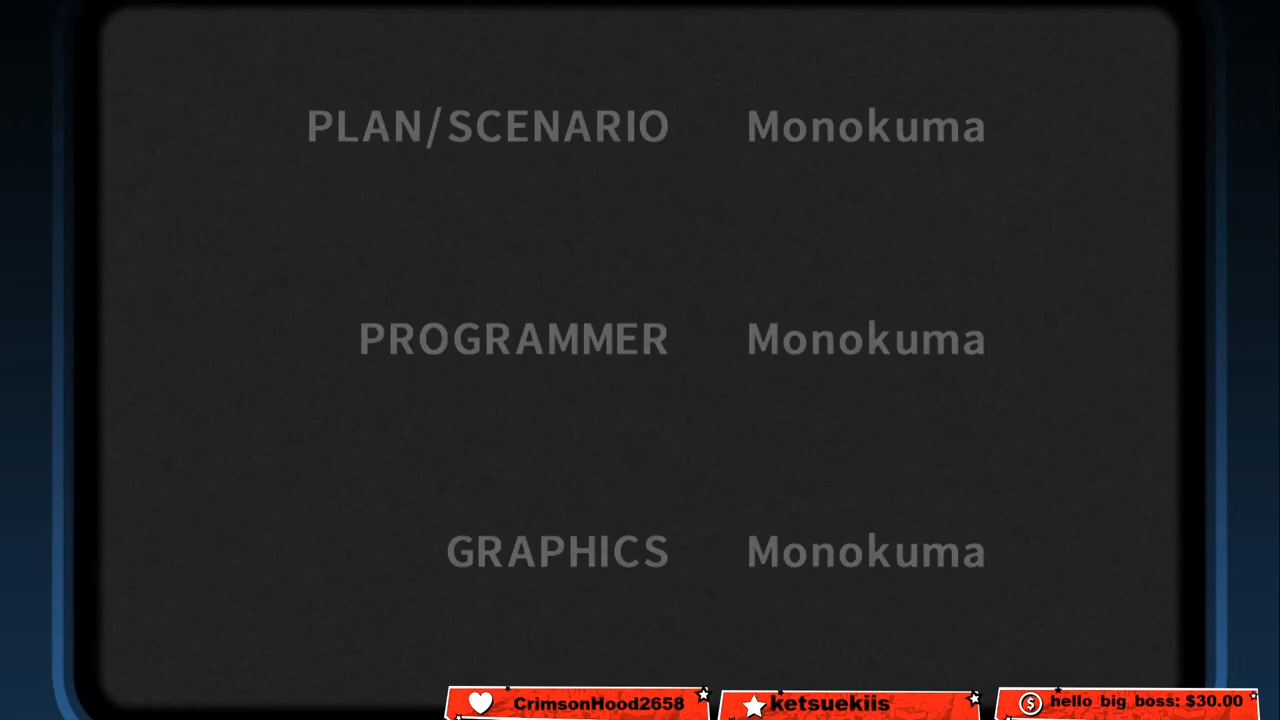 PLAN/SCENARIO Monokuma
PROGRAMMER Monokuma
GRAPHICS Monokuma
CrimsonHood2658 ketsuekiis hello_big_boss: $30.00